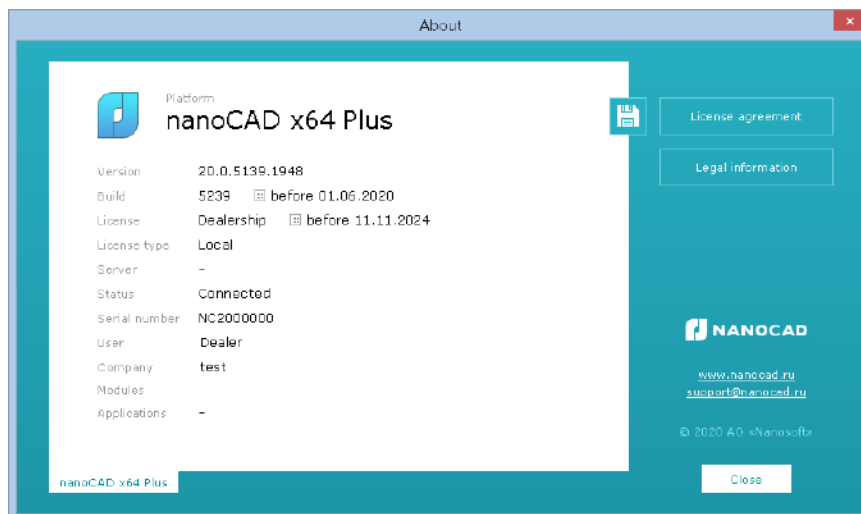 About
Platform
nanoCAD x64 Plus
Version 20.0.5139.1948
Build 5239 before 01.06.2020
License Dealership before 11.11.2024
License type Local
Server -
Status Connected
Serial number NC2000000
User Dealer
Company test
Modules
Applications -
nanoCAD x64 Plus
License agreement
Legal information
NANOCAD
www.nanocad.ru
support@nanocad.ru
© 2020 АО «Nanosoft»
Close